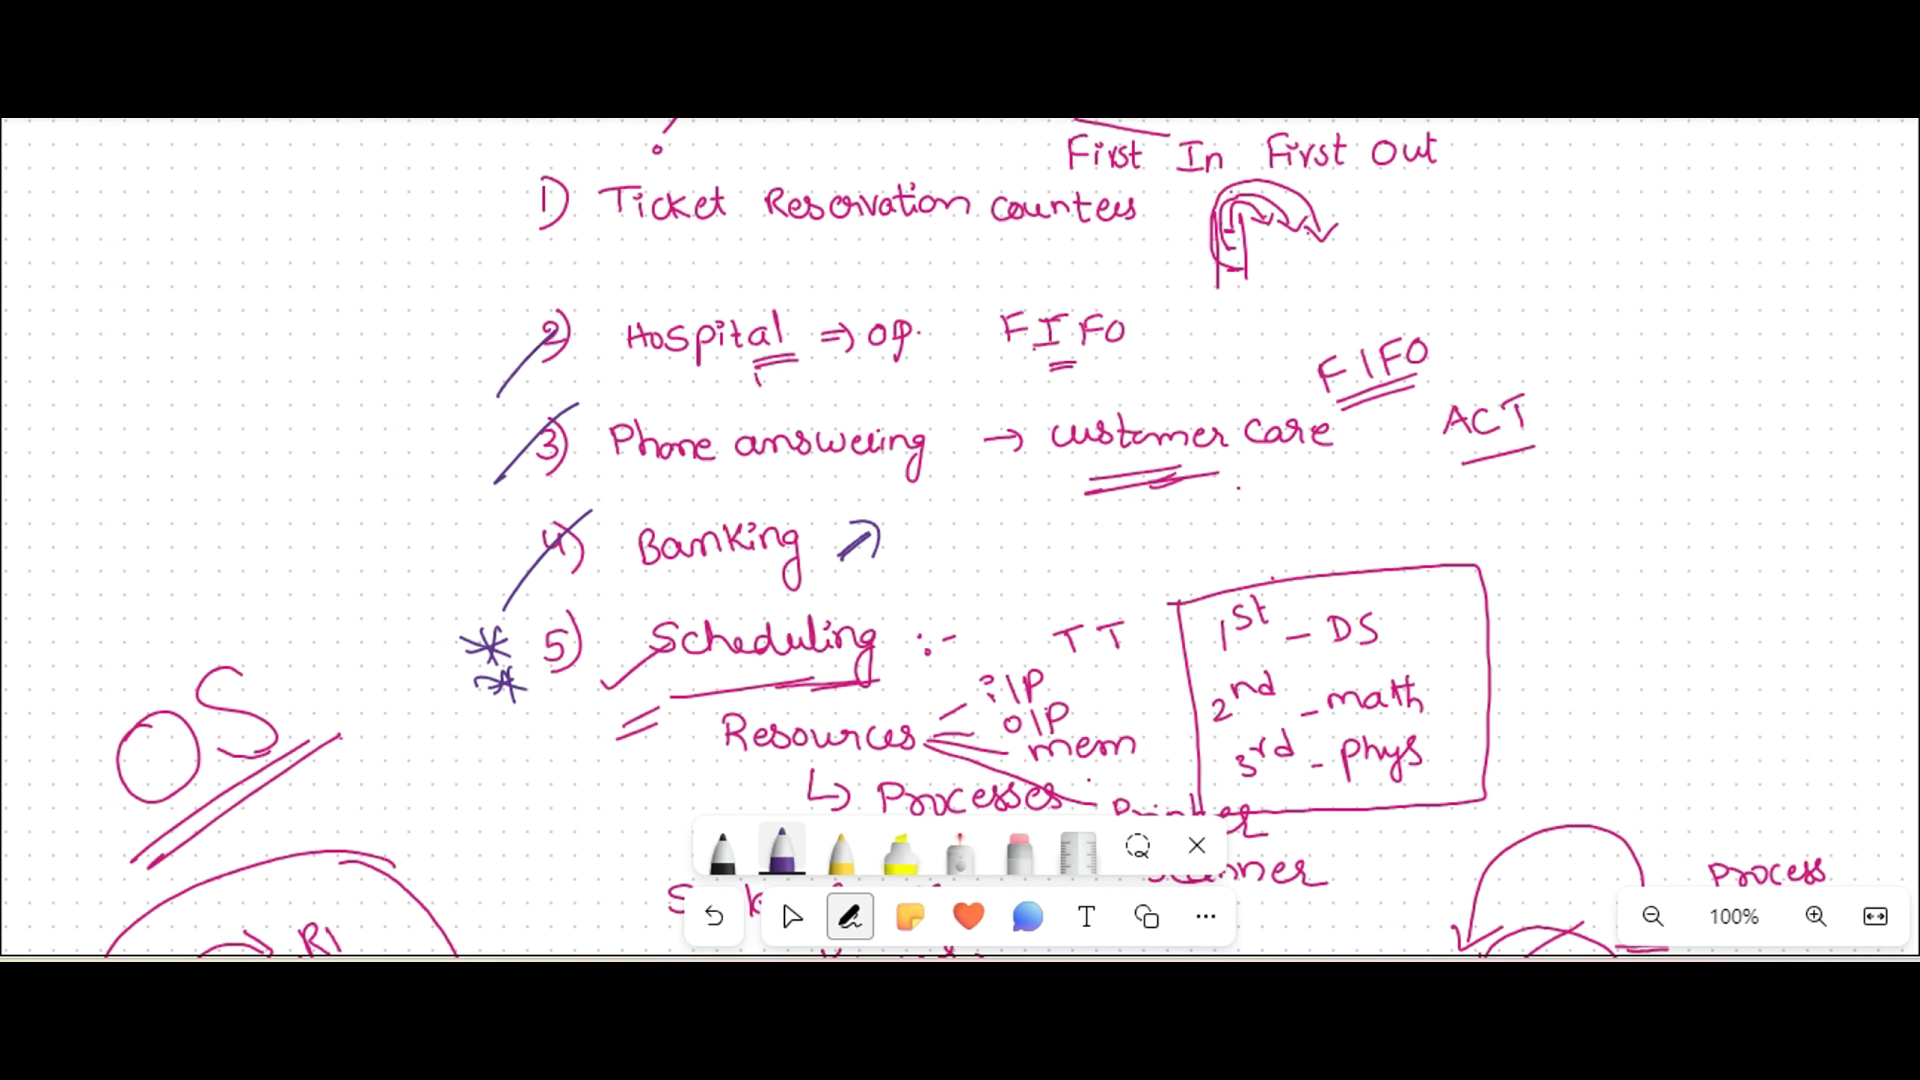 First In First Out
1) Ticket Reservation counters
2) Hospital => op. FIFO
FIFO
3) Phone answering -> customer care
ACT
4) Banking
5) Scheduling :- TT
1st - DS
2nd - math
3rd - phys
i/p
o/p
Resources mem
Processes
OS
Process
R1
100%
T